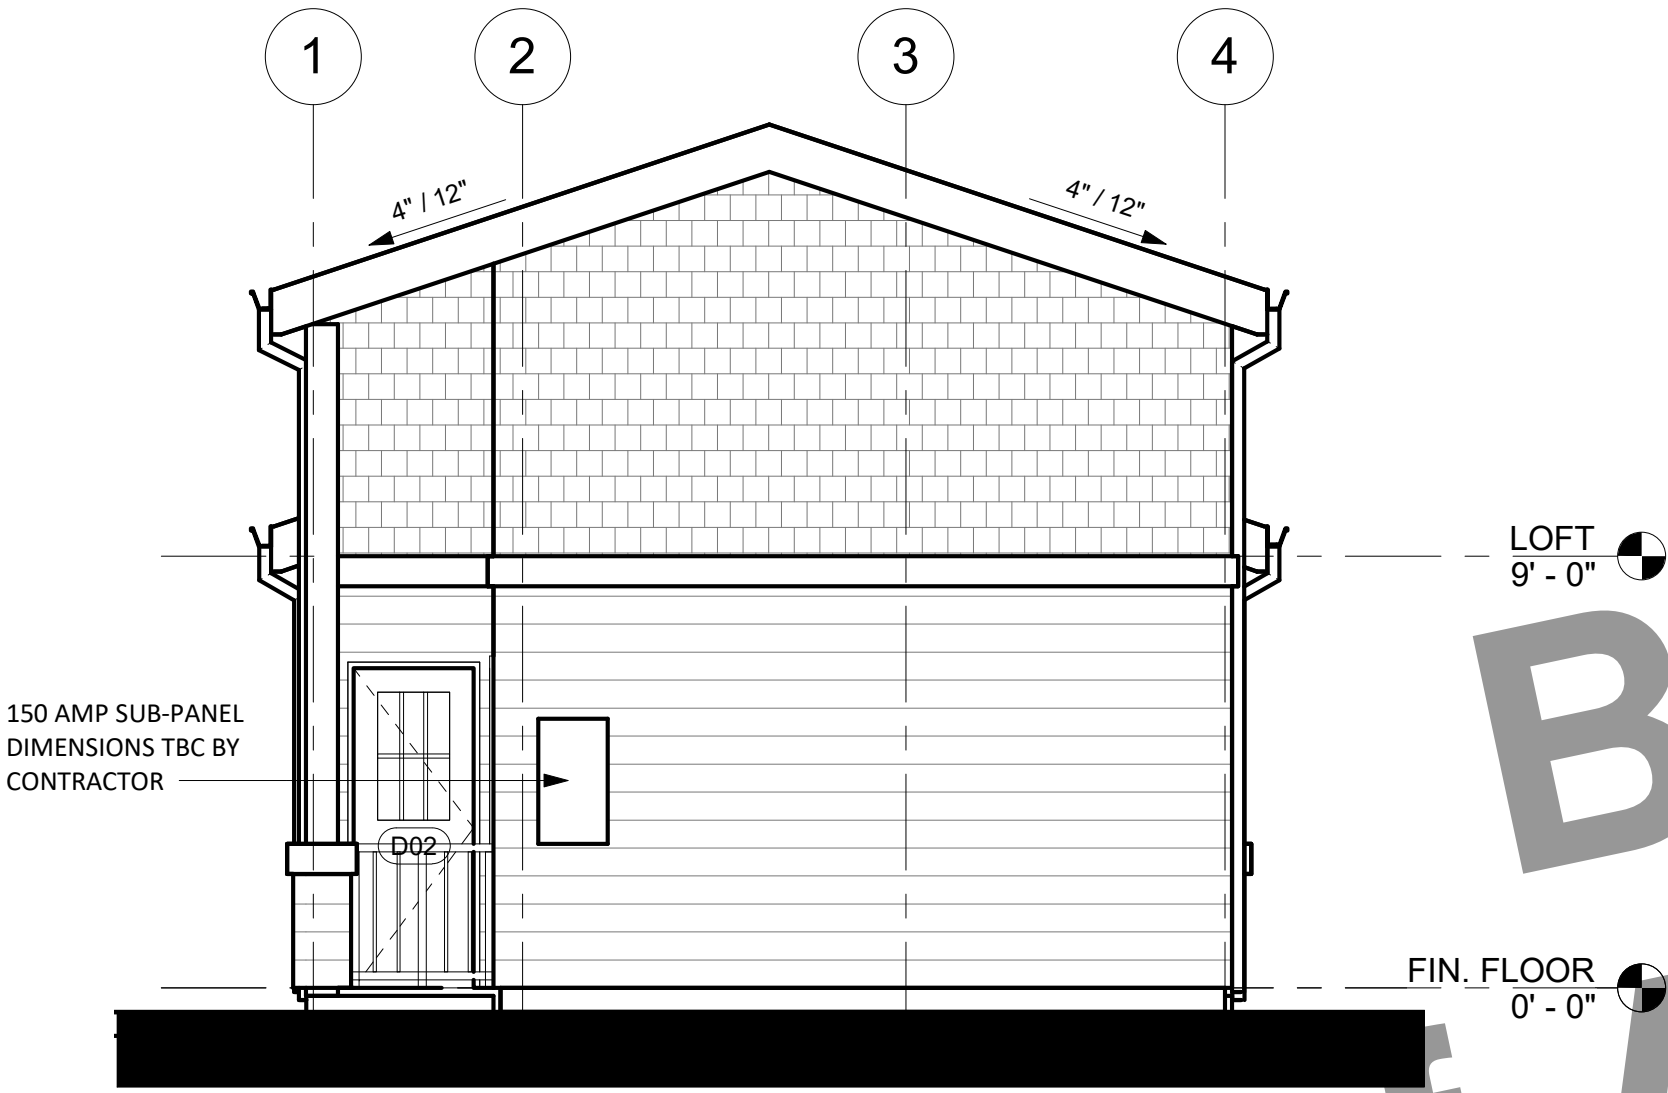 1 2 3 4
4" / 12"
4" / 12"
LOFT
9' - 0"
150 AMP SUB-PANEL
DIMENSIONS TBC BY
CONTRACTOR
D02
FIN. FLOOR
0' - 0"
B
r